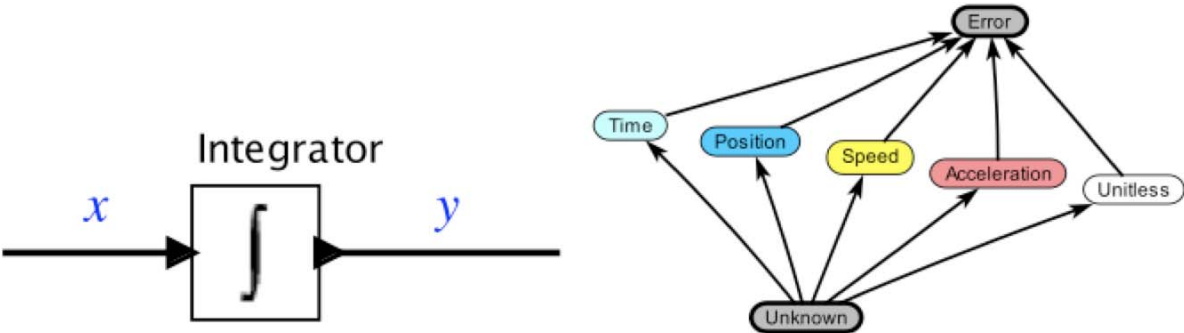 Integrator
x
y
∫
Error
Time
Position
Speed
Acceleration
Unitless
Unknown